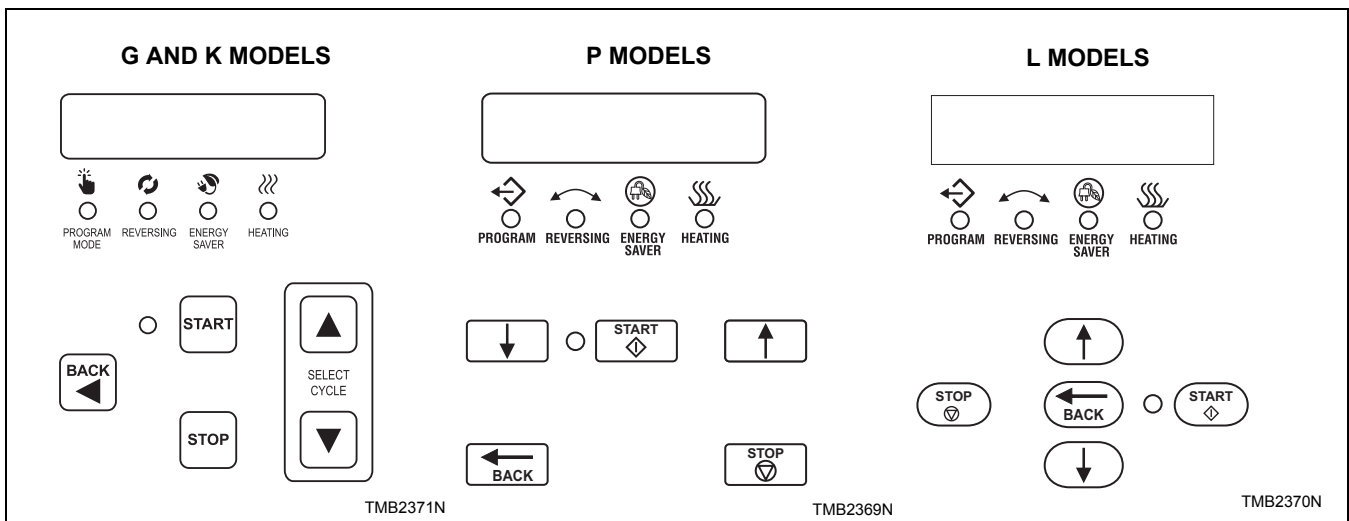 G AND K MODELS
PROGRAM
MODE
REVERSING
ENERGY
SAVER
HEATING
START
BACK
STOP
SELECT
CYCLE
TMB2371N
P MODELS
PROGRAM
REVERSING
ENERGY
SAVER
HEATING
START
BACK
STOP
TMB2369N
L MODELS
PROGRAM
REVERSING
ENERGY
SAVER
HEATING
STOP
BACK
START
TMB2370N